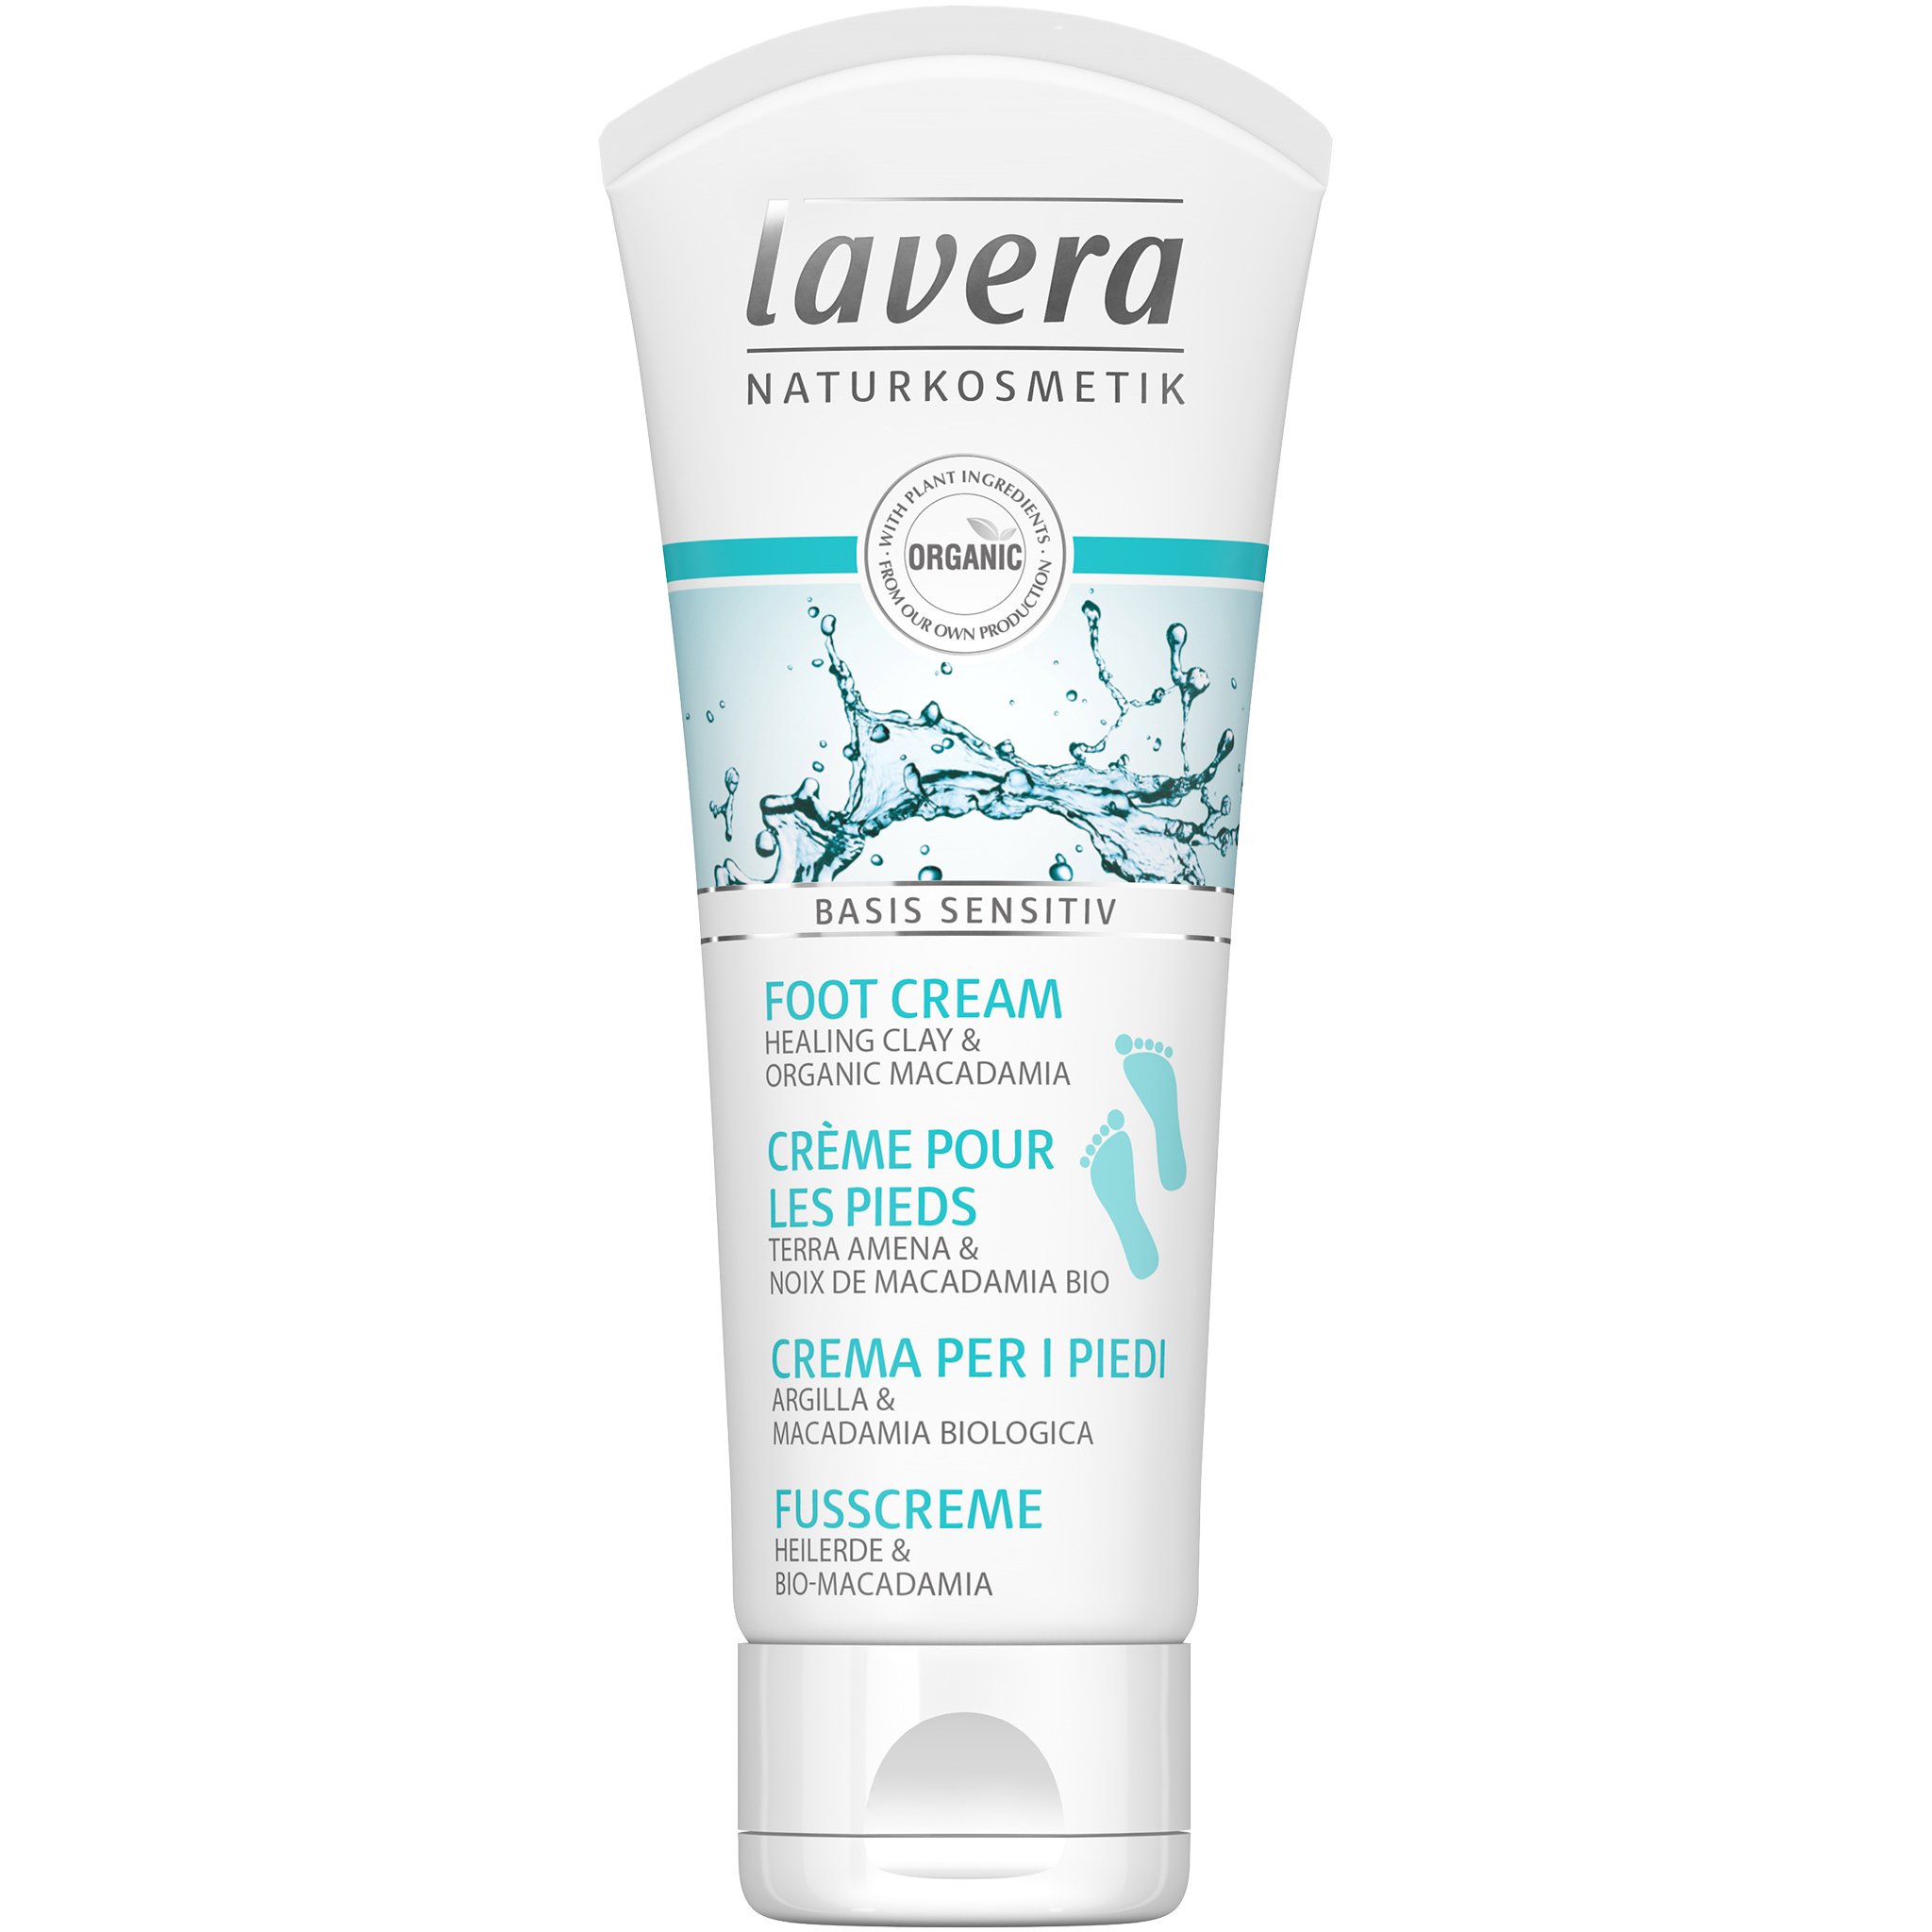 lavera
NATURKOSMETIK
· WITH PLANT INGREDIENTS ·
ORGANIC
FROM OUR OWN PRODUCTION
BASIS SENSITIV
FOOT CREAM
HEALING CLAY &
ORGANIC MACADAMIA
CRÈME POUR
LES PIEDS
TERRA AMENA &
NOIX DE MACADAMIA BIO
CREMA PER I PIEDI
ARGILLA &
MACADAMIA BIOLOGICA
FUSSCREME
HEILERDE &
BIO-MACADAMIA